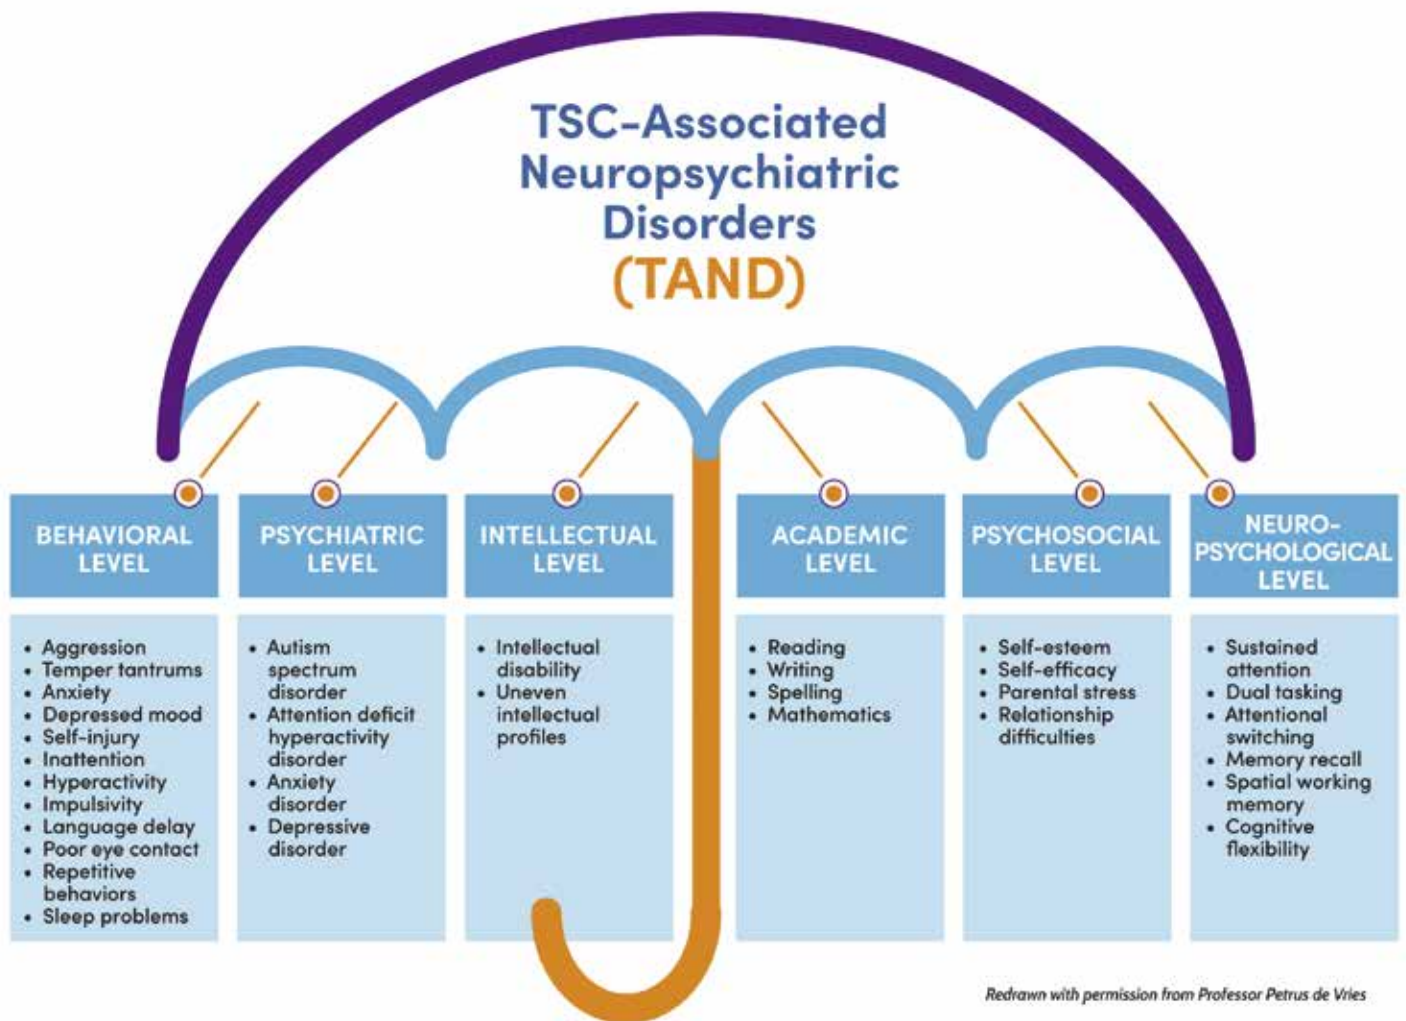 TSC-Associated
Neuropsychiatric
Disorders
(TAND)
BEHAVIORAL
LEVEL
• Aggression
• Temper tantrums
• Anxiety
• Depressed mood
• Self-injury
• Inattention
• Hyperactivity
• Impulsivity
• Language delay
• Poor eye contact
• Repetitive
behaviors
• Sleep problems
PSYCHIATRIC
LEVEL
• Autism
spectrum
disorder
• Attention deficit
hyperactivity
disorder
• Anxiety
disorder
• Depressive
disorder
INTELLECTUAL
LEVEL
• Intellectual
disability
• Uneven
intellectual
profiles
ACADEMIC
LEVEL
• Reading
• Writing
• Spelling
• Mathematics
PSYCHOSOCIAL
LEVEL
• Self-esteem
• Self-efficacy
• Parental stress
• Relationship
difficulties
NEURO-
PSYCHOLOGICAL
LEVEL
• Sustained
attention
• Dual tasking
• Attentional
switching
• Memory recall
• Spatial working
memory
• Cognitive
flexibility
Redrawn with permission from Professor Petrus de Vries